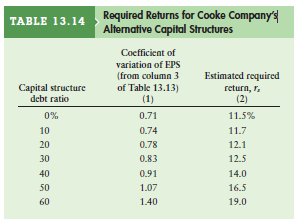 TABLE 13.14
Required Returns for Cooke Company's
Alternative Capital Structures
Coefficient of
variation of EPS
(from column 3
of Table 13.13)
(1)
Estimated required
return, rs
(2)
Capital structure
debt ratio
0% 0.71 11.5%
10 0.74 11.7
20 0.78 12.1
30 0.83 12.5
40 0.91 14.0
50 1.07 16.5
60 1.40 19.0